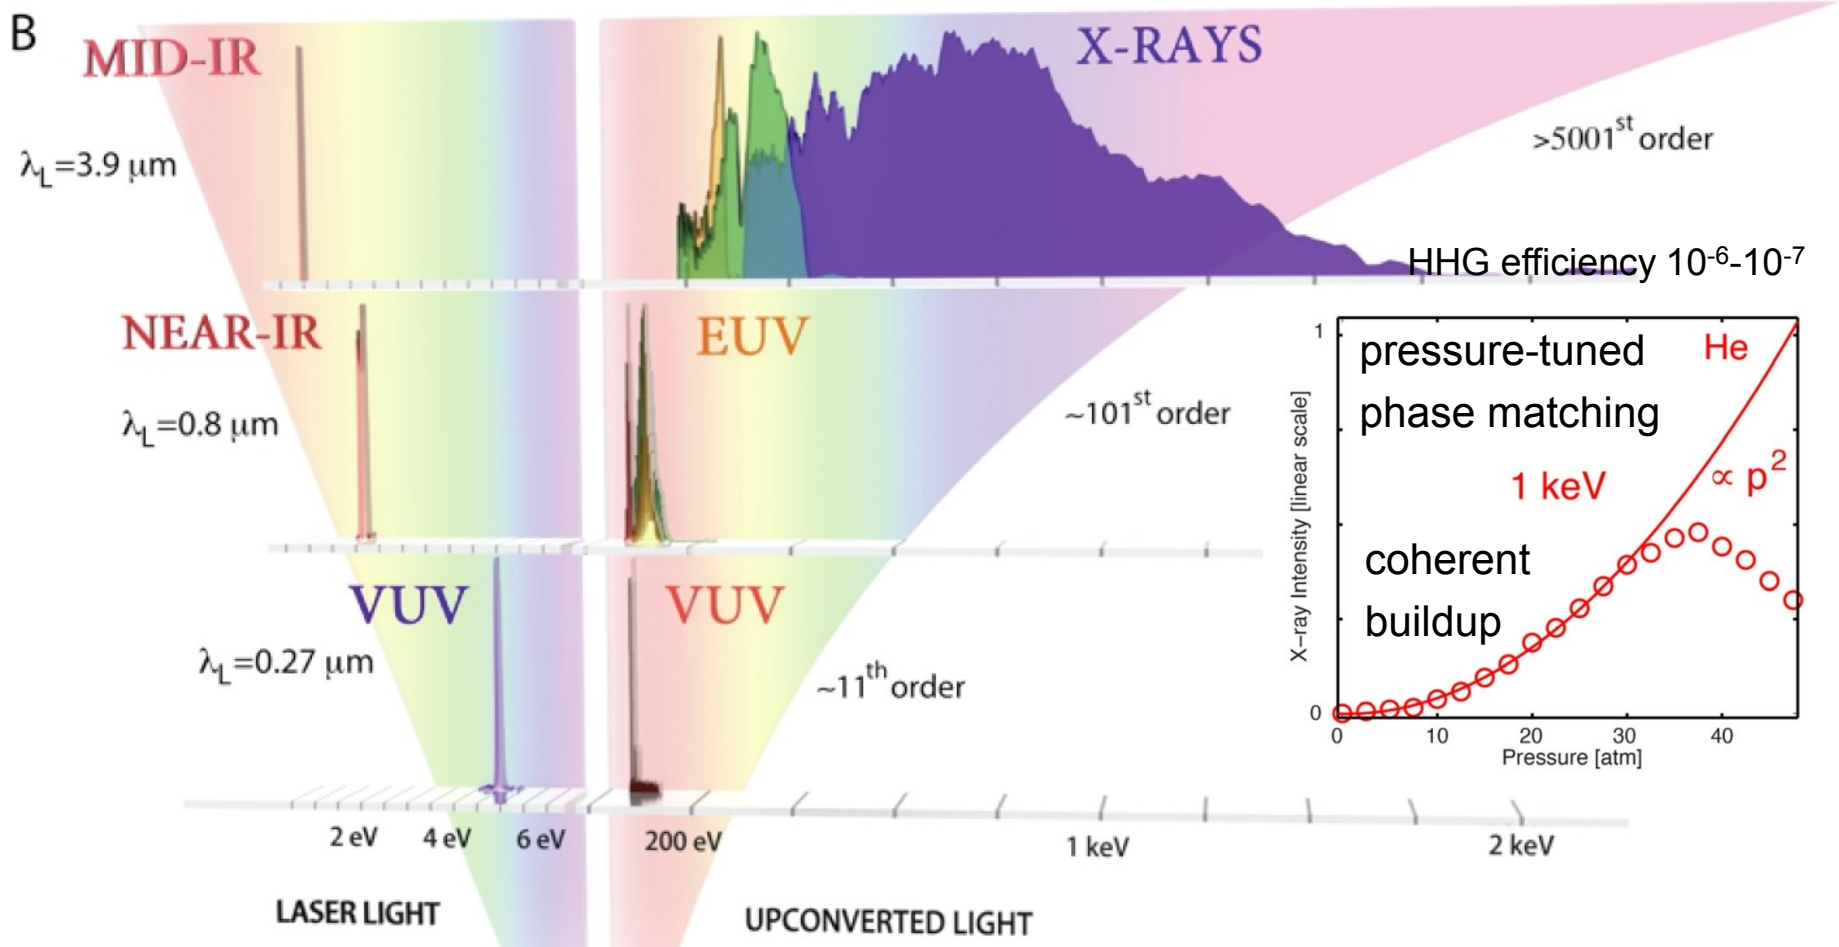 B
MID-IR
X-RAYS
λL=3.9 μm
>5001st order
HHG efficiency 10-6-10-7
NEAR-IR
EUV
λL=0.8 μm
~101st order
VUV
VUV
λL=0.27 μm
~11th order
2 eV 4 eV 6 eV 200 eV 1 keV 2 keV
LASER LIGHT
UPCONVERTED LIGHT
pressure-tuned
phase matching
He
1 keV
∝ p2
coherent
buildup
X-ray Intensity [linear scale]
1
0
0 10 20 30 40
Pressure [atm]